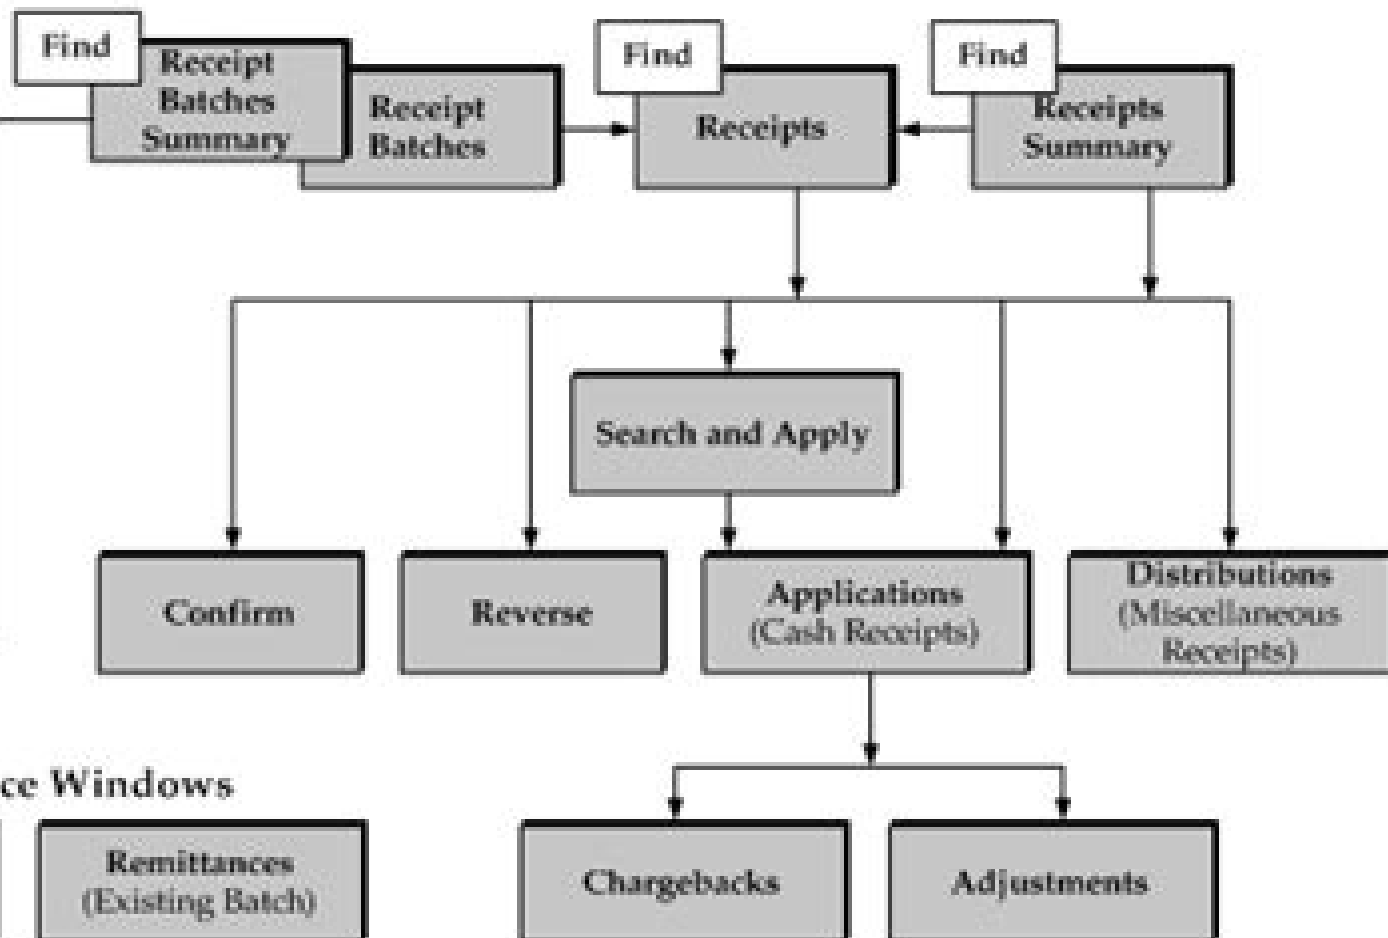 Find
Receipt
Batches
Summary
Receipt
Batches
Find
Receipts
Find
Receipts
Summary
Search and Apply
Confirm
Reverse
Applications
(Cash Receipts)
Distributions
(Miscellaneous
Receipts)
ce Windows
Remittances
(Existing Batch)
Chargebacks
Adjustments